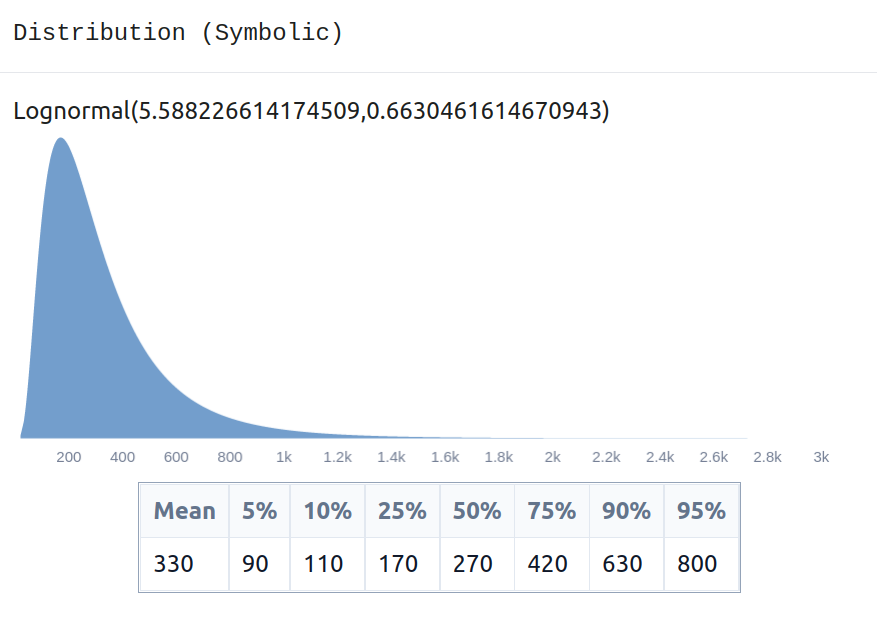 Distribution (Symbolic)
Lognormal(5.588226614174509,0.6630461614670943)
200 400 600 800 1k 1.2k 1.4k 1.6k 1.8k 2k 2.2k 2.4k 2.6k 2.8k 3k
Mean 5% 10% 25% 50% 75% 90% 95%
330 90 110 170 270 420 630 800